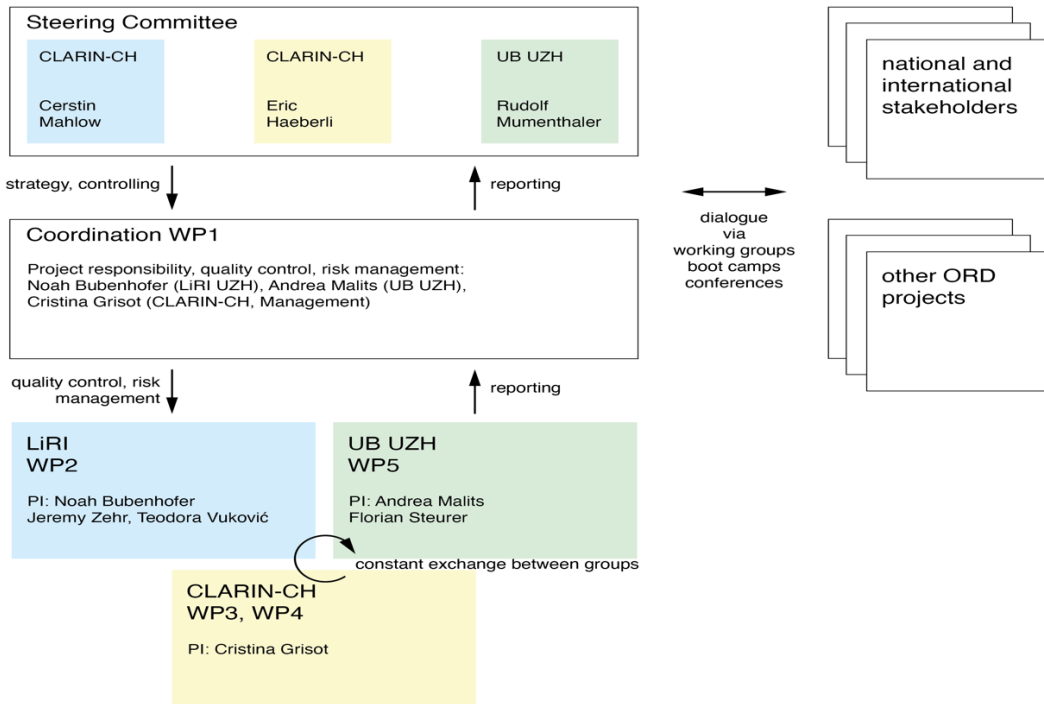 Steering Committee
CLARIN-CH
Cerstin
Mahlow
CLARIN-CH
Eric
Haeberli
UB UZH
Rudolf
Mumenthaler
strategy, controlling
reporting
Coordination WP1
Project responsibility, quality control, risk management:
Noah Bubenhofer (LiRI UZH), Andrea Malits (UB UZH),
Cristina Grisot (CLARIN-CH, Management)
quality control, risk
management
reporting
LiRI
WP2
PI: Noah Bubenhofer
Jeremy Zehr, Teodora Vuković
UB UZH
WP5
PI: Andrea Malits
Florian Steurer
constant exchange between groups
CLARIN-CH
WP3, WP4
PI: Cristina Grisot
dialogue
via
working groups
boot camps
conferences
national and
international
stakeholders
other ORD
projects